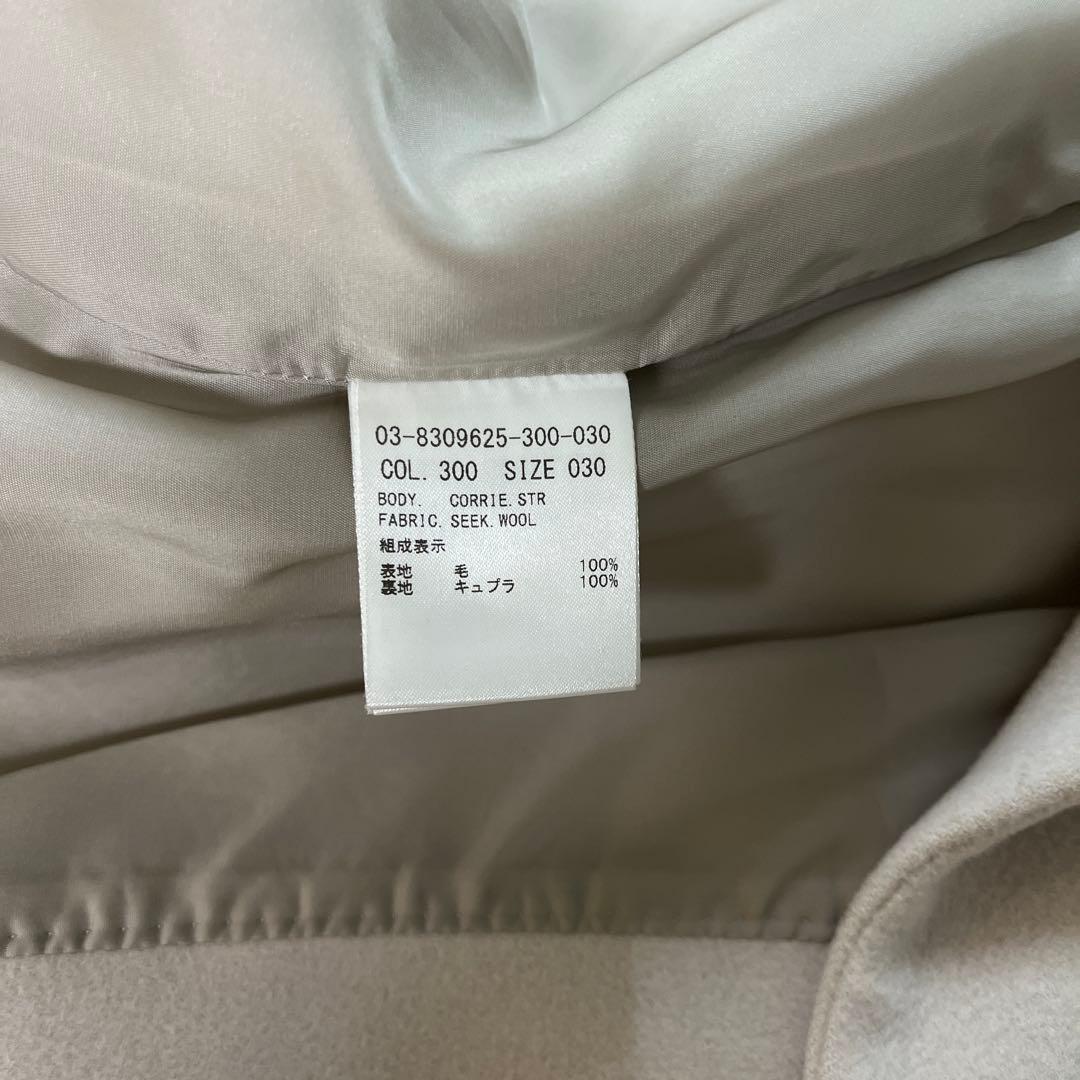 03-8309625-300-030
COL. 300 SIZE 030
BODY. CORRIE.STR
FABRIC. SEEK.WOOL
組成表示
表地 毛 100%
裏地 キュプラ 100%